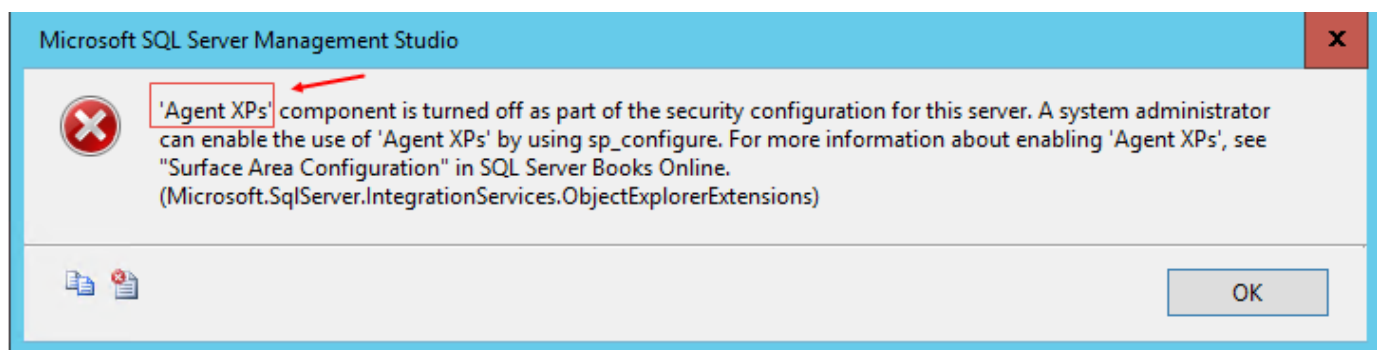 Microsoft SQL Server Management Studio
x
'Agent XPs' component is turned off as part of the security configuration for this server. A system administrator
can enable the use of 'Agent XPs' by using sp_configure. For more information about enabling 'Agent XPs', see
"Surface Area Configuration" in SQL Server Books Online.
(Microsoft.SqlServer.IntegrationServices.ObjectExplorerExtensions)
OK